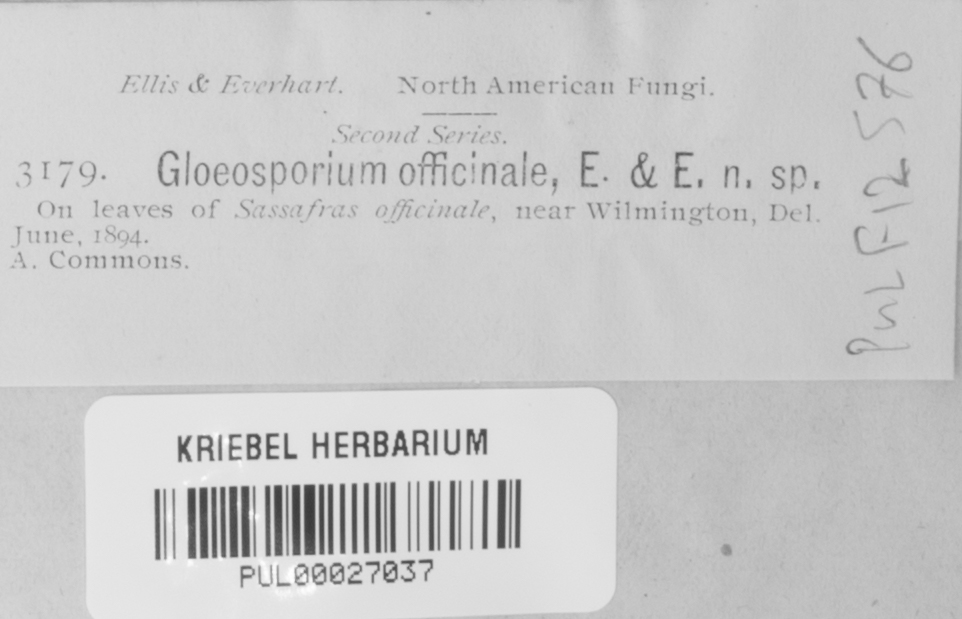 Ellis & Everhart. North American Fungi.
Second Series.
3179. Gloeosporium officinale, E. & E. n. sp.
On leaves of Sassafras officinale, near Wilmington, Del.
June, 1894.
A. Commons.
PUL F12576
KRIEBEL HERBARIUM
PUL00027037